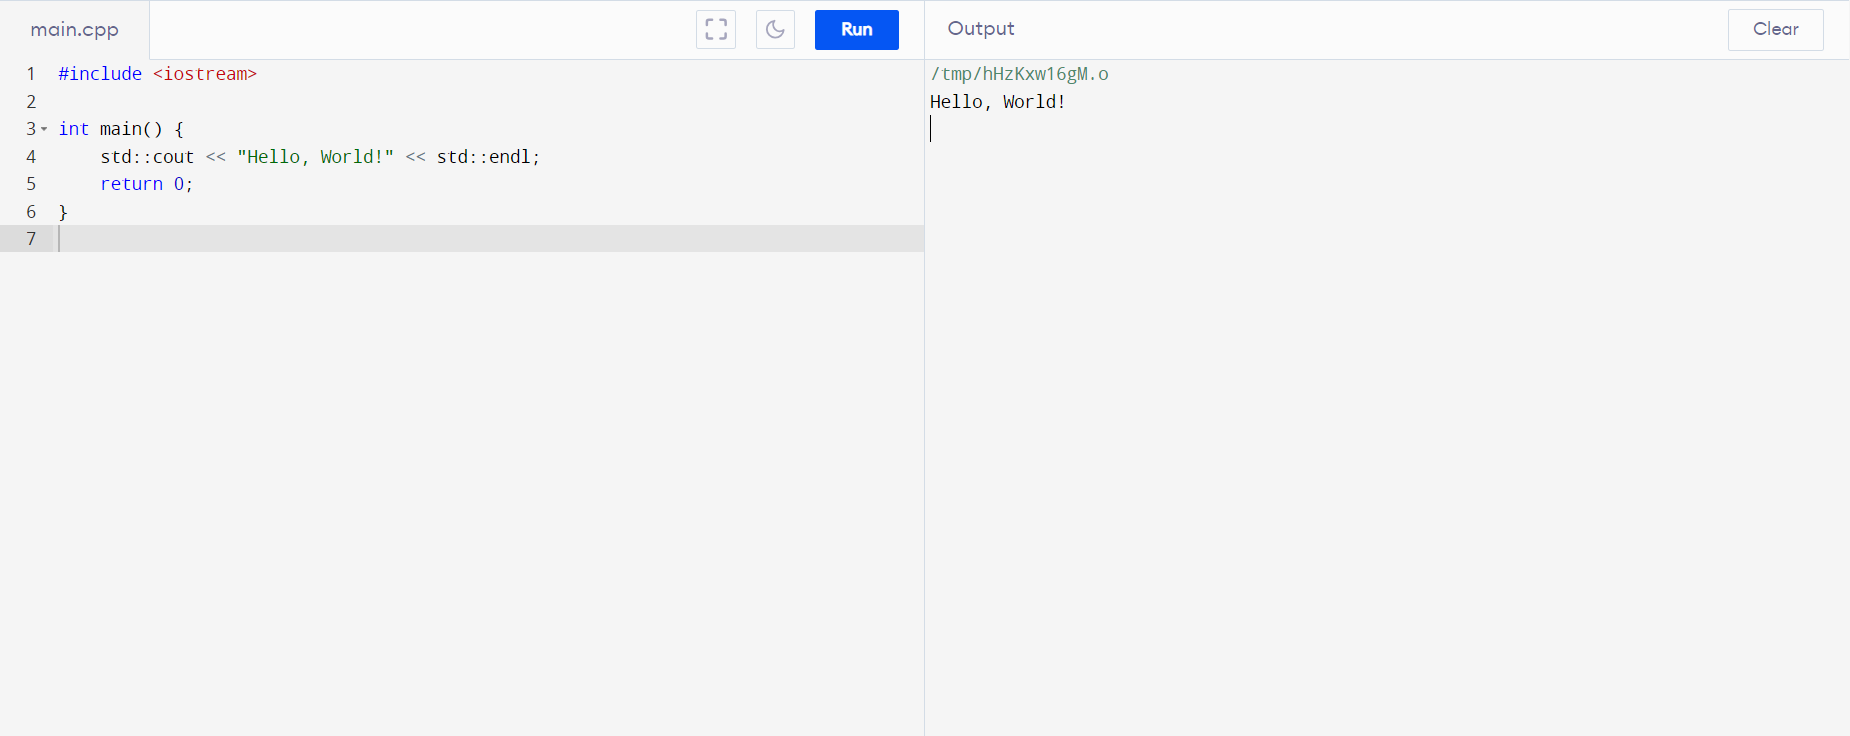 main.cpp
Run
1 #include <iostream>
2
3 int main() {
4     std::cout << "Hello, World!" << std::endl;
5     return 0;
6 }
7
Output
Clear
/tmp/hHzKxw16gM.o
Hello, World!